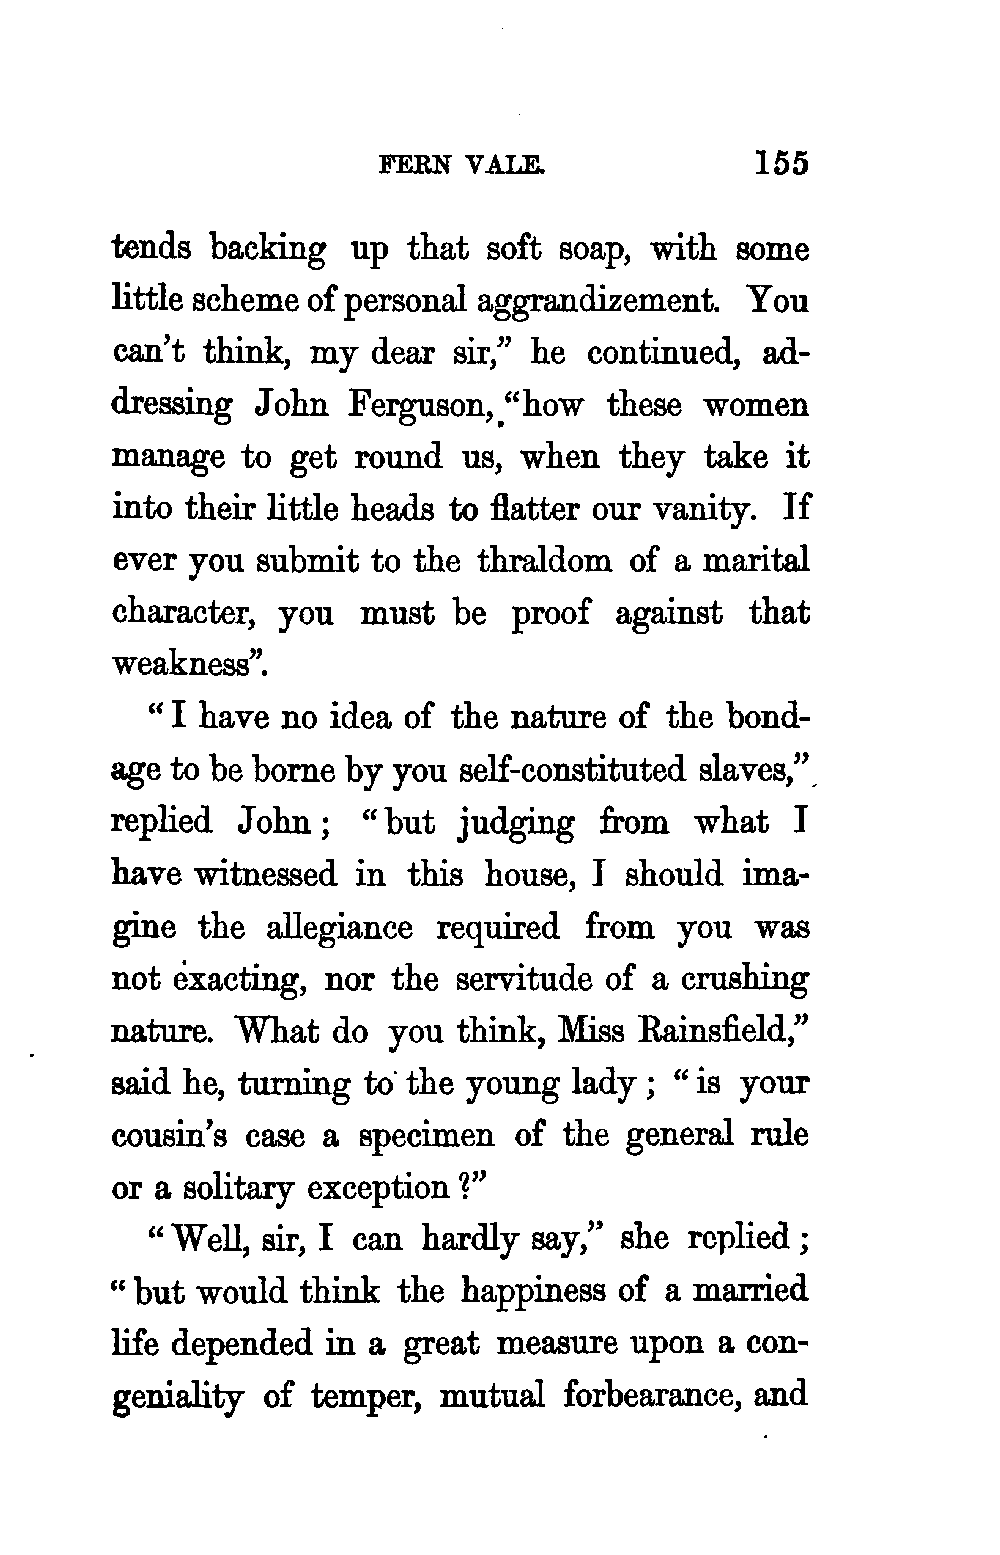 FERN VALE. 155
tends backing up that soft soap, with some
little scheme of personal aggrandizement. You
can't think, my dear sir,” he continued, ad-
dressing John Ferguson, “how these women
manage to get round us, when they take it
into their little heads to flatter our vanity. If
ever you submit to the thraldom of a marital
character, you must be proof against that
weakness”.
“I have no idea of the nature of the bond-
age to be borne by you self-constituted slaves,”
replied John; “but judging from what I
have witnessed in this house, I should ima-
gine the allegiance required from you was
not exacting, nor the servitude of a crushing
nature. What do you think, Miss Rainsfield,”
said he, turning to the young lady; “is your
cousin's case a specimen of the general rule
or a solitary exception?”
“Well, sir, I can hardly say,” she replied;
“but would think the happiness of a married
life depended in a great measure upon a con-
geniality of temper, mutual forbearance, and